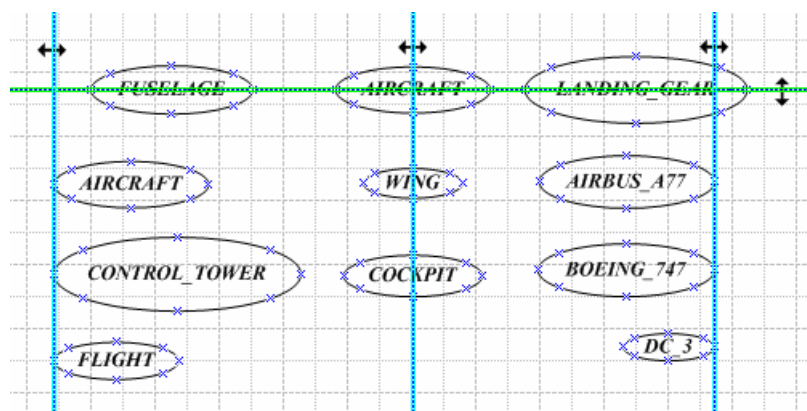 FUSELAGE AIRCRAFT LANDING_GEAR
AIRCRAFT WING AIRBUS_A77
CONTROL_TOWER COCKPIT BOEING_747
FLIGHT DC_3